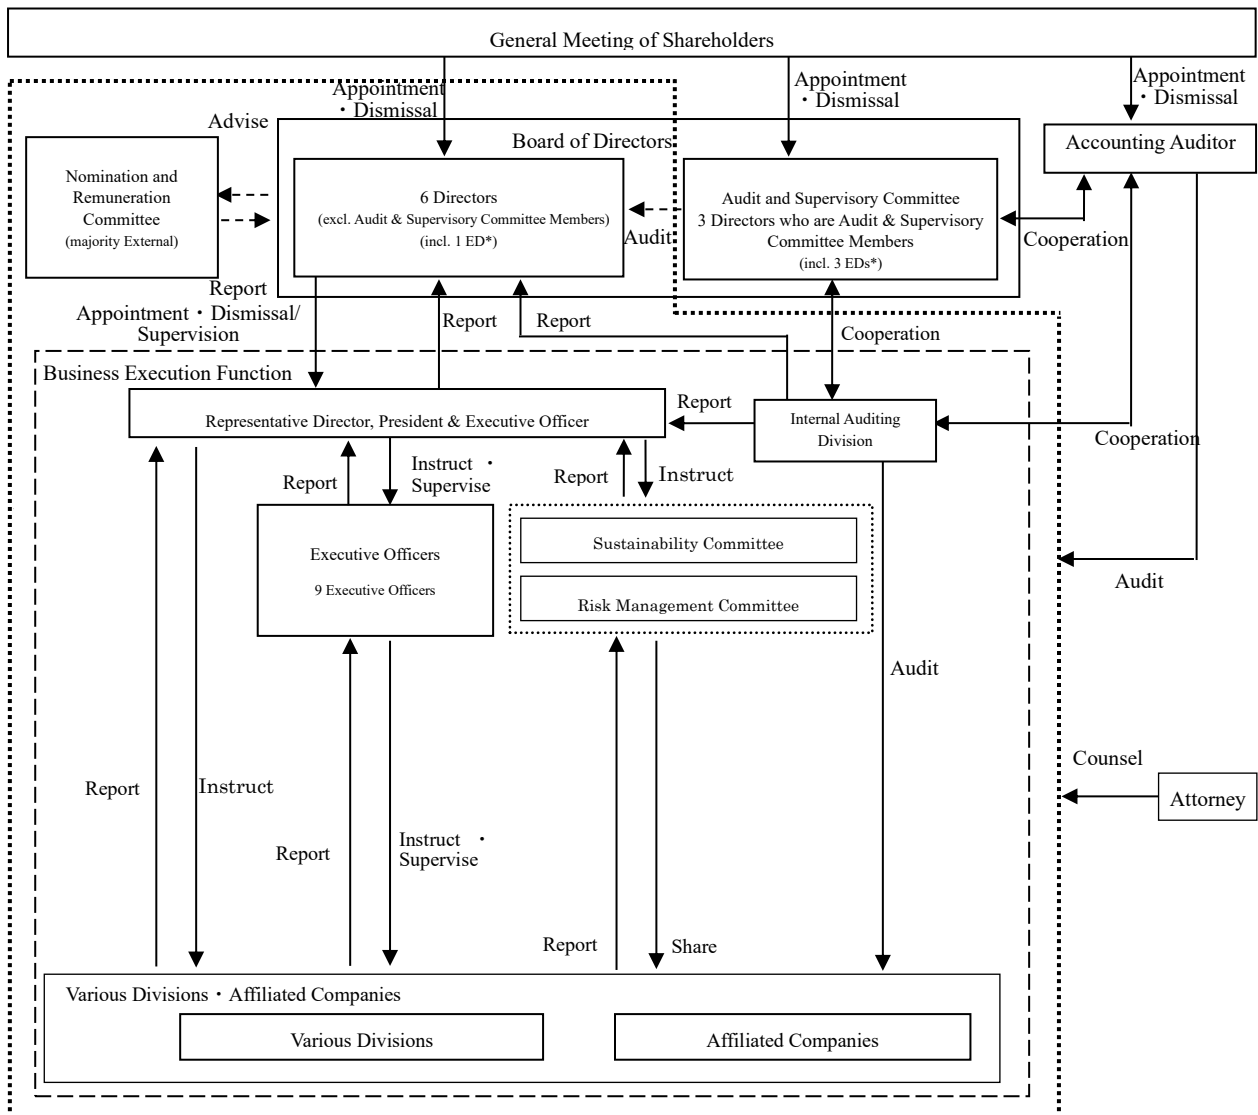 General Meeting of Shareholders
Appointment
・Dismissal
Appointment
・Dismissal
Appointment
・Dismissal
Advise
Board of Directors
Accounting Auditor
Nomination and
Remuneration
Committee
(majority External)
6 Directors
(excl. Audit & Supervisory Committee Members)
(incl. 1 ED*)
Audit
Audit and Supervisory Committee
3 Directors who are Audit & Supervisory
Committee Members
(incl. 3 EDs*)
Cooperation
Report
Appointment・Dismissal/
Supervision
Report
Report
Cooperation
Business Execution Function
Representative Director, President & Executive Officer
Report
Internal Auditing
Division
Cooperation
Report
Instruct ・
Supervise
Report
Instruct
Executive Officers
9 Executive Officers
Sustainability Committee
Risk Management Committee
Audit
Audit
Counsel
Attorney
Report
Instruct
Report
Instruct ・
Supervise
Report
Share
Various Divisions・Affiliated Companies
Various Divisions
Affiliated Companies